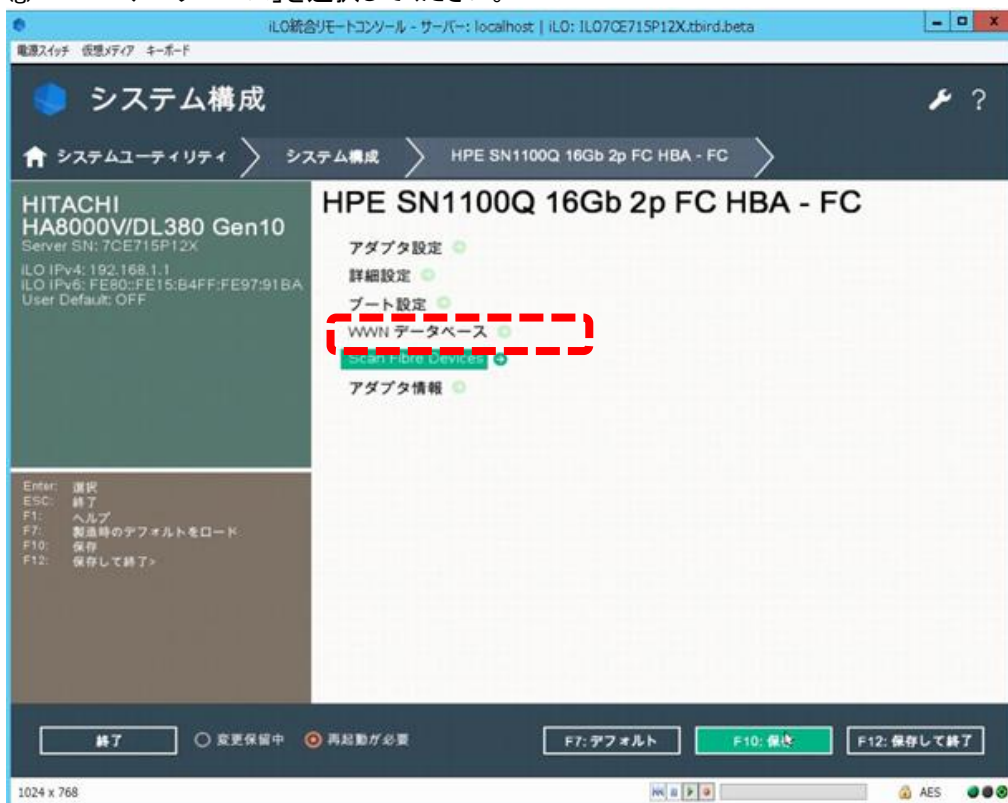 」を選択してください。
iLO統合リモートコンソール - サーバー: localhost | iLO: ILO7CE715P12X.tbird.beta
電源スイッチ 仮想メディア キーボード
システム構成
?
システムユーティリティ
システム構成
HPE SN1100Q 16Gb 2p FC HBA - FC
HITACHI
HA8000V/DL380 Gen10
Server SN: 7CE715P12X
iLO IPv4: 192.168.1.1
iLO IPv6: FE80::FE15:B4FF:FE97:91BA
User Default: OFF
HPE SN1100Q 16Gb 2p FC HBA - FC
アダプタ設定
詳細設定
ブート設定
WWN データベース
Scan Fibre Devices
アダプタ情報
Enter: 選択
ESC: 終了
F1: ヘルプ
F7: 製造時のデフォルトをロード
F10: 保存
F12: 保存して終了>
終了
変更保留中
再起動が必要
F7: デフォルト
F10: 保存
F12: 保存して終了
1024 x 768
AES